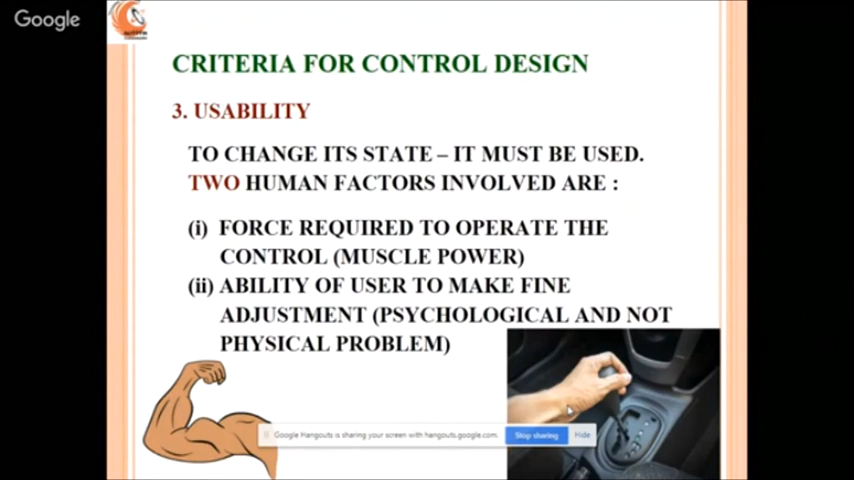 Google
CRITERIA FOR CONTROL DESIGN
3. USABILITY
TO CHANGE ITS STATE – IT MUST BE USED.
TWO HUMAN FACTORS INVOLVED ARE :
(i) FORCE REQUIRED TO OPERATE THE
CONTROL (MUSCLE POWER)
(ii) ABILITY OF USER TO MAKE FINE
ADJUSTMENT (PSYCHOLOGICAL AND NOT
PHYSICAL PROBLEM)
Google Hangouts is sharing your screen with hangouts.google.com.
Stop sharing
Hide